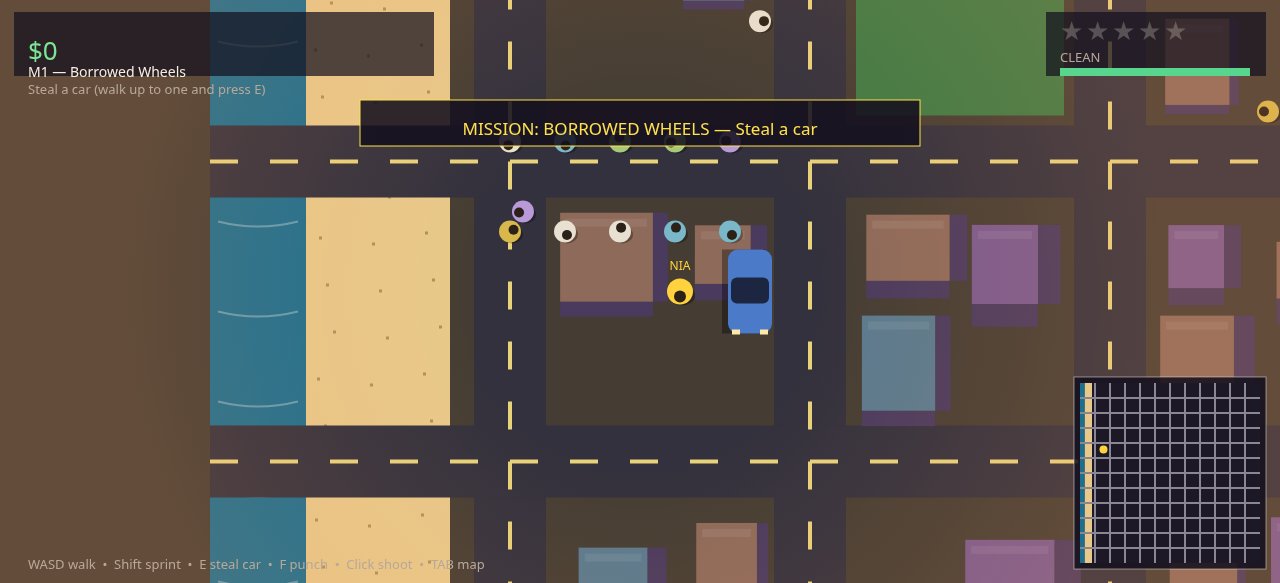 $0
M1 — Borrowed Wheels
Steal a car (walk up to one and press E)
★★★★★
CLEAN
MISSION: BORROWED WHEELS — Steal a car
NIA
WASD walk • Shift sprint • E steal car • F punch • Click shoot • TAB map